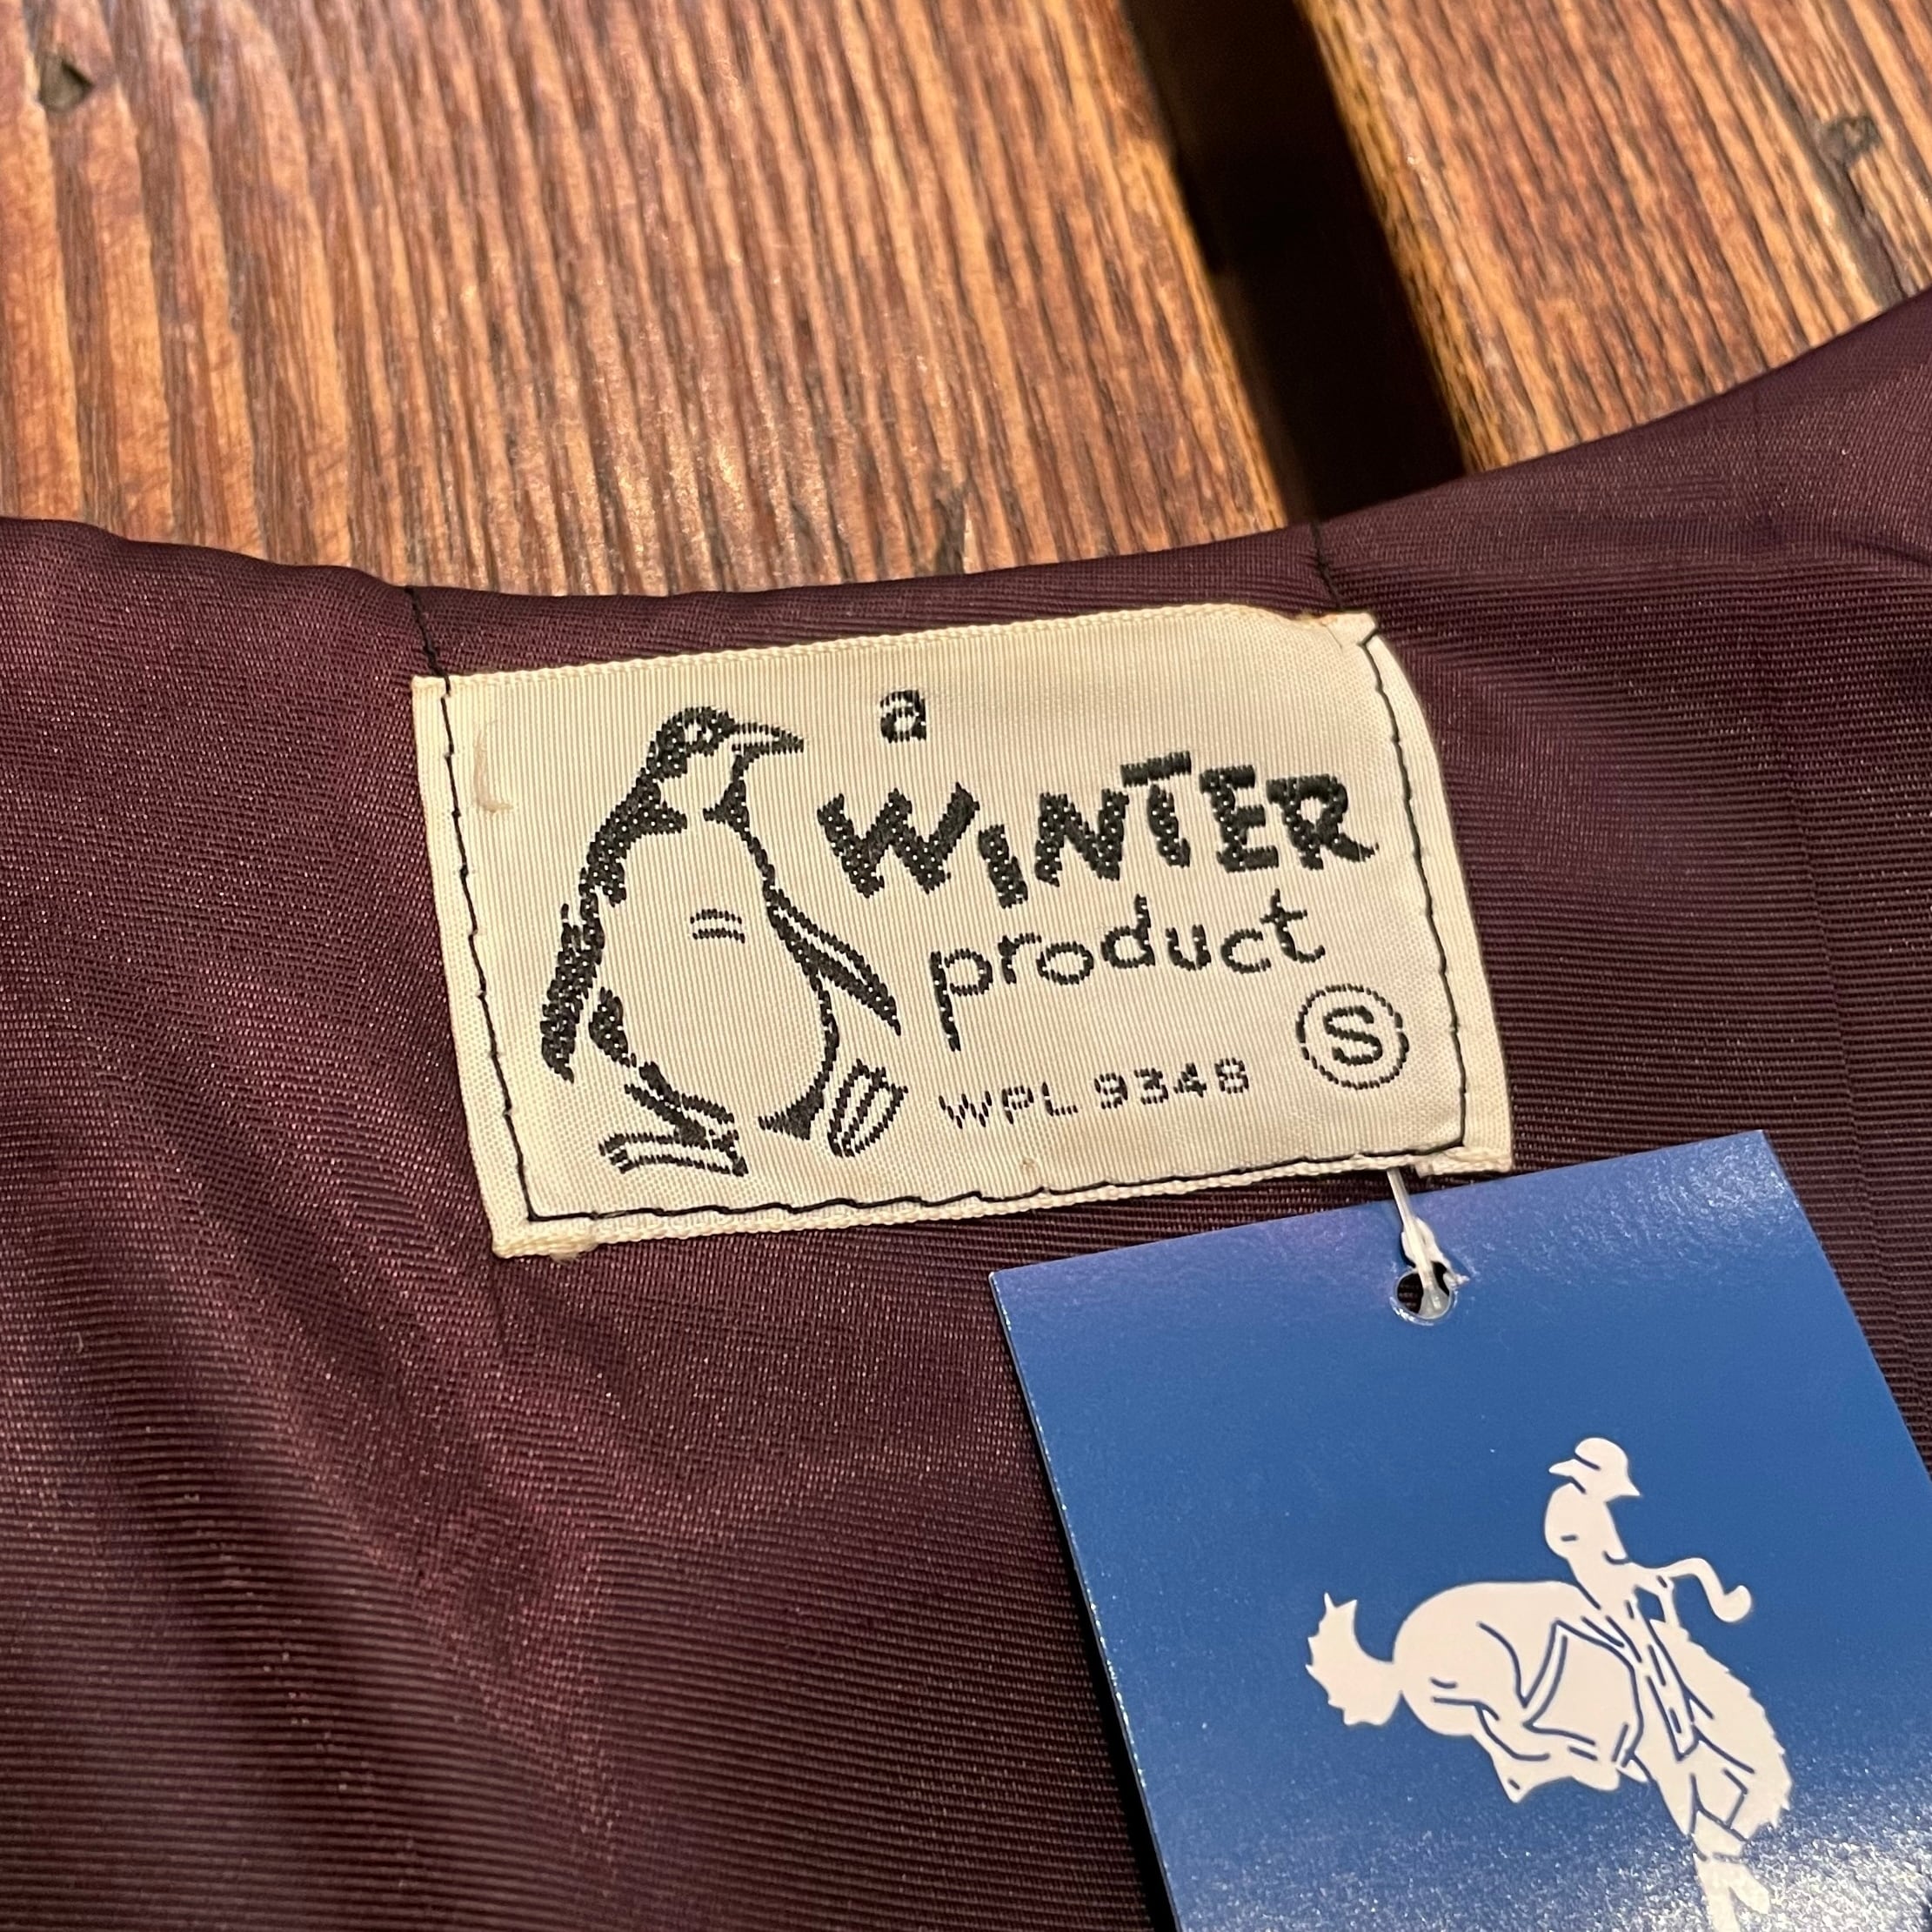 a
WINTER
product
S
WPL 9348